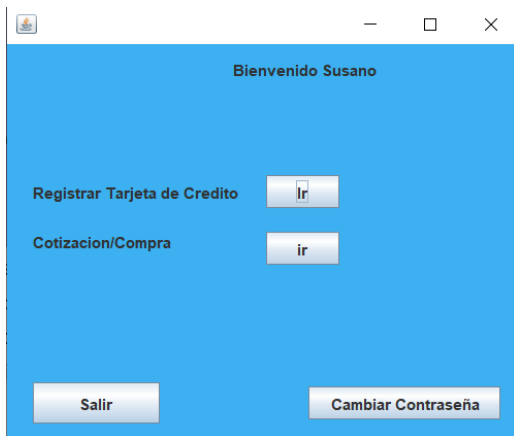 Bienvenido Susano
Registrar Tarjeta de Credito Ir
Cotizacion/Compra ir
Salir Cambiar Contraseña